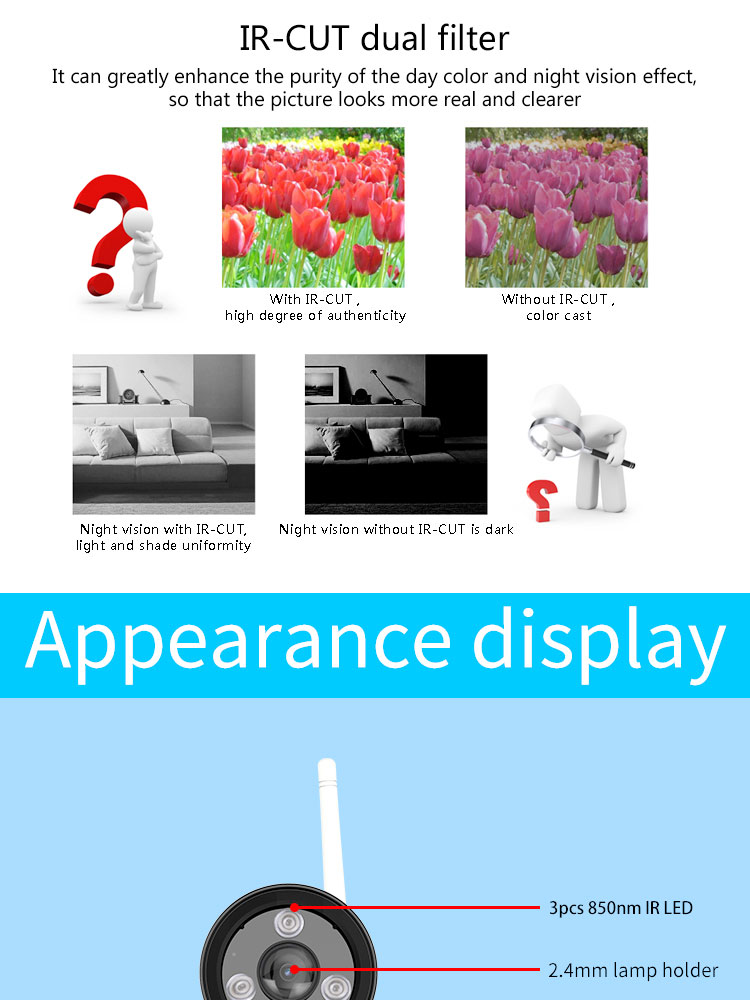 IR-CUT dual filter
It can greatly enhance the purity of the day color and night vision effect,
so that the picture looks more real and clearer
With IR-CUT ,
high degree of authenticity
Without IR-CUT ,
color cast
Night vision with IR-CUT,
light and shade uniformity
Night vision without IR-CUT is dark
Appearance display
3pcs 850nm IR LED
2.4mm lamp holder